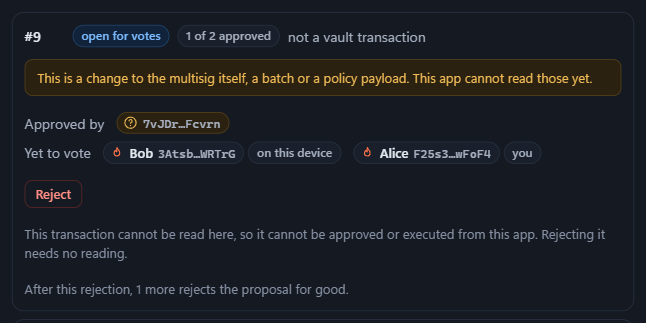 #9 open for votes 1 of 2 approved not a vault transaction
This is a change to the multisig itself, a batch or a policy payload. This app cannot read those yet.
Approved by 7vJDr…Fcvrn
Yet to vote Bob 3Atsb…WRTrG on this device Alice F25s3…wFoF4 you
Reject
This transaction cannot be read here, so it cannot be approved or executed from this app. Rejecting it
needs no reading.
After this rejection, 1 more rejects the proposal for good.